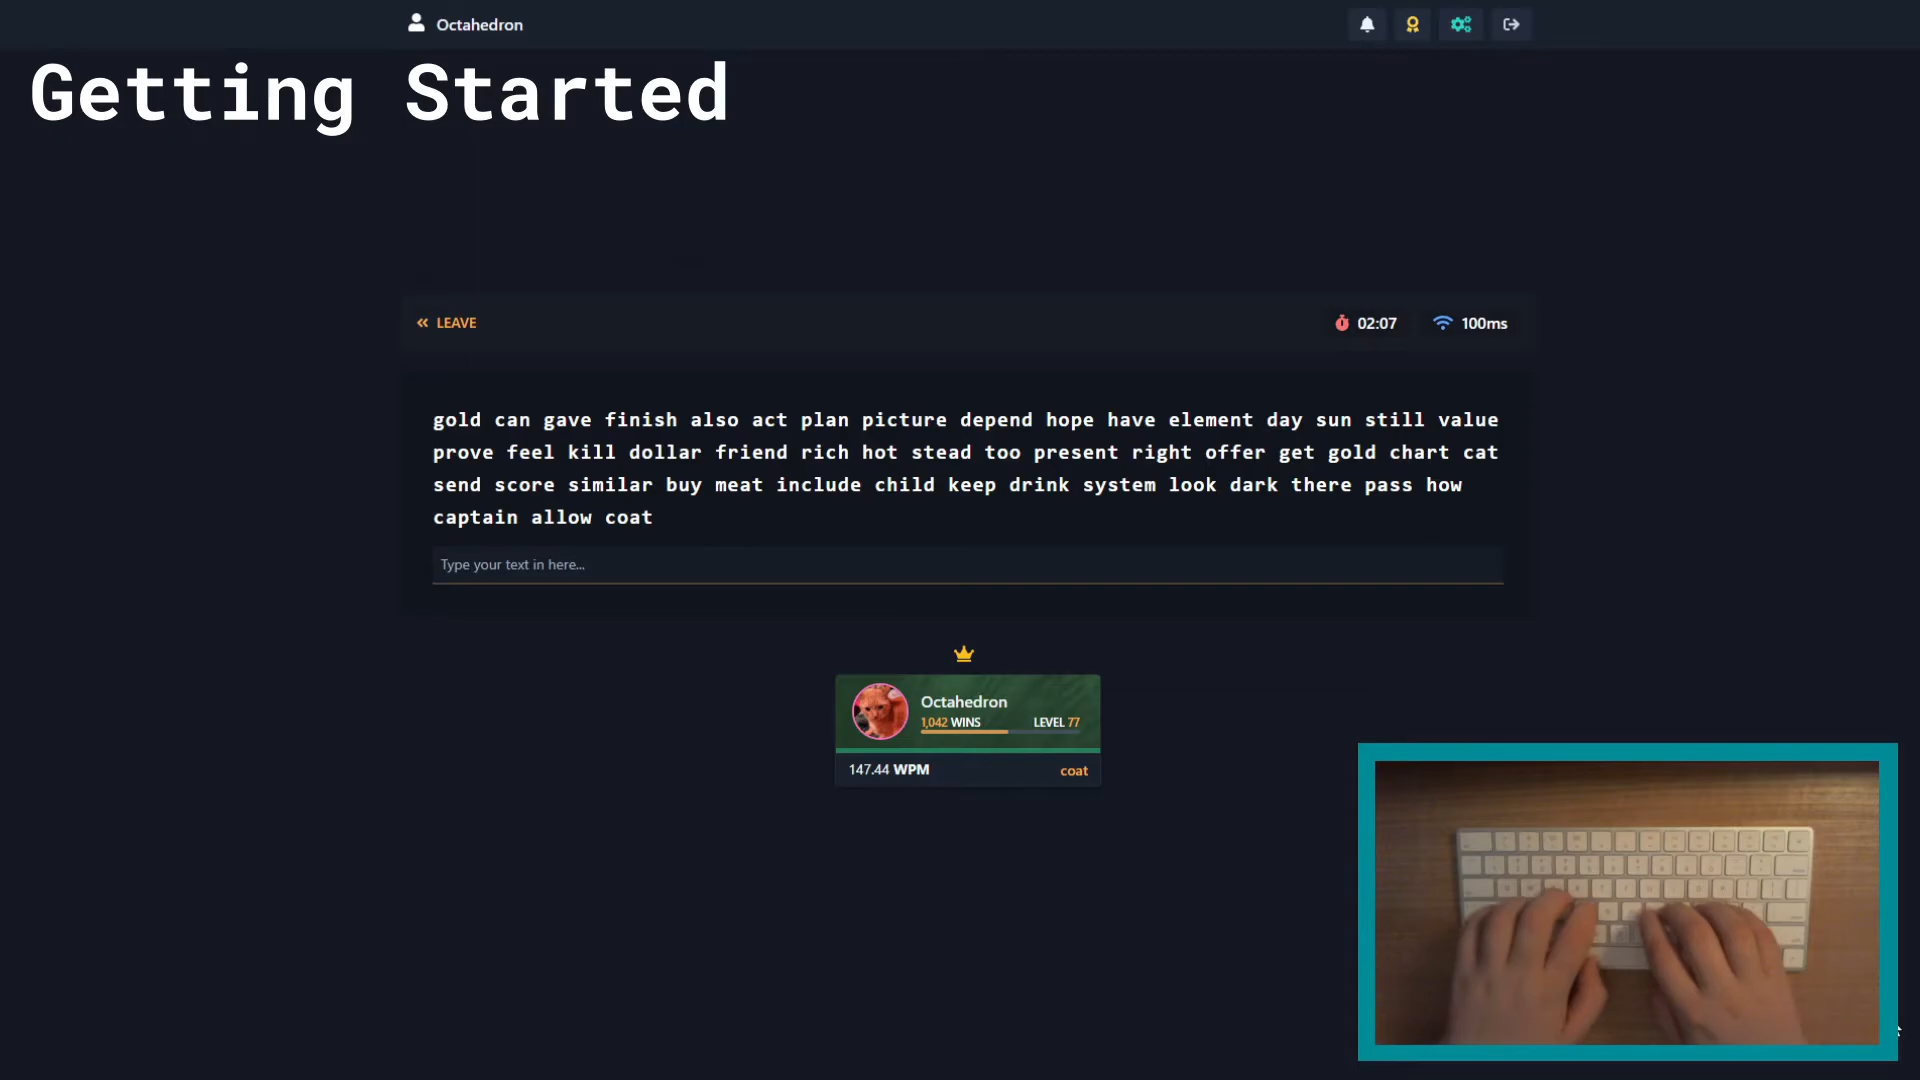 Octahedron
Getting Started
LEAVE
02:07
100ms
gold can gave finish also act plan picture depend hope have element day sun still value
prove feel kill dollar friend rich hot stead too present right offer get gold chart cat
send score similar buy meat include child keep drink system look dark there pass how
captain allow coat
Type your text in here...
Octahedron
1,042 WINS LEVEL 77
147.44 WPM coat